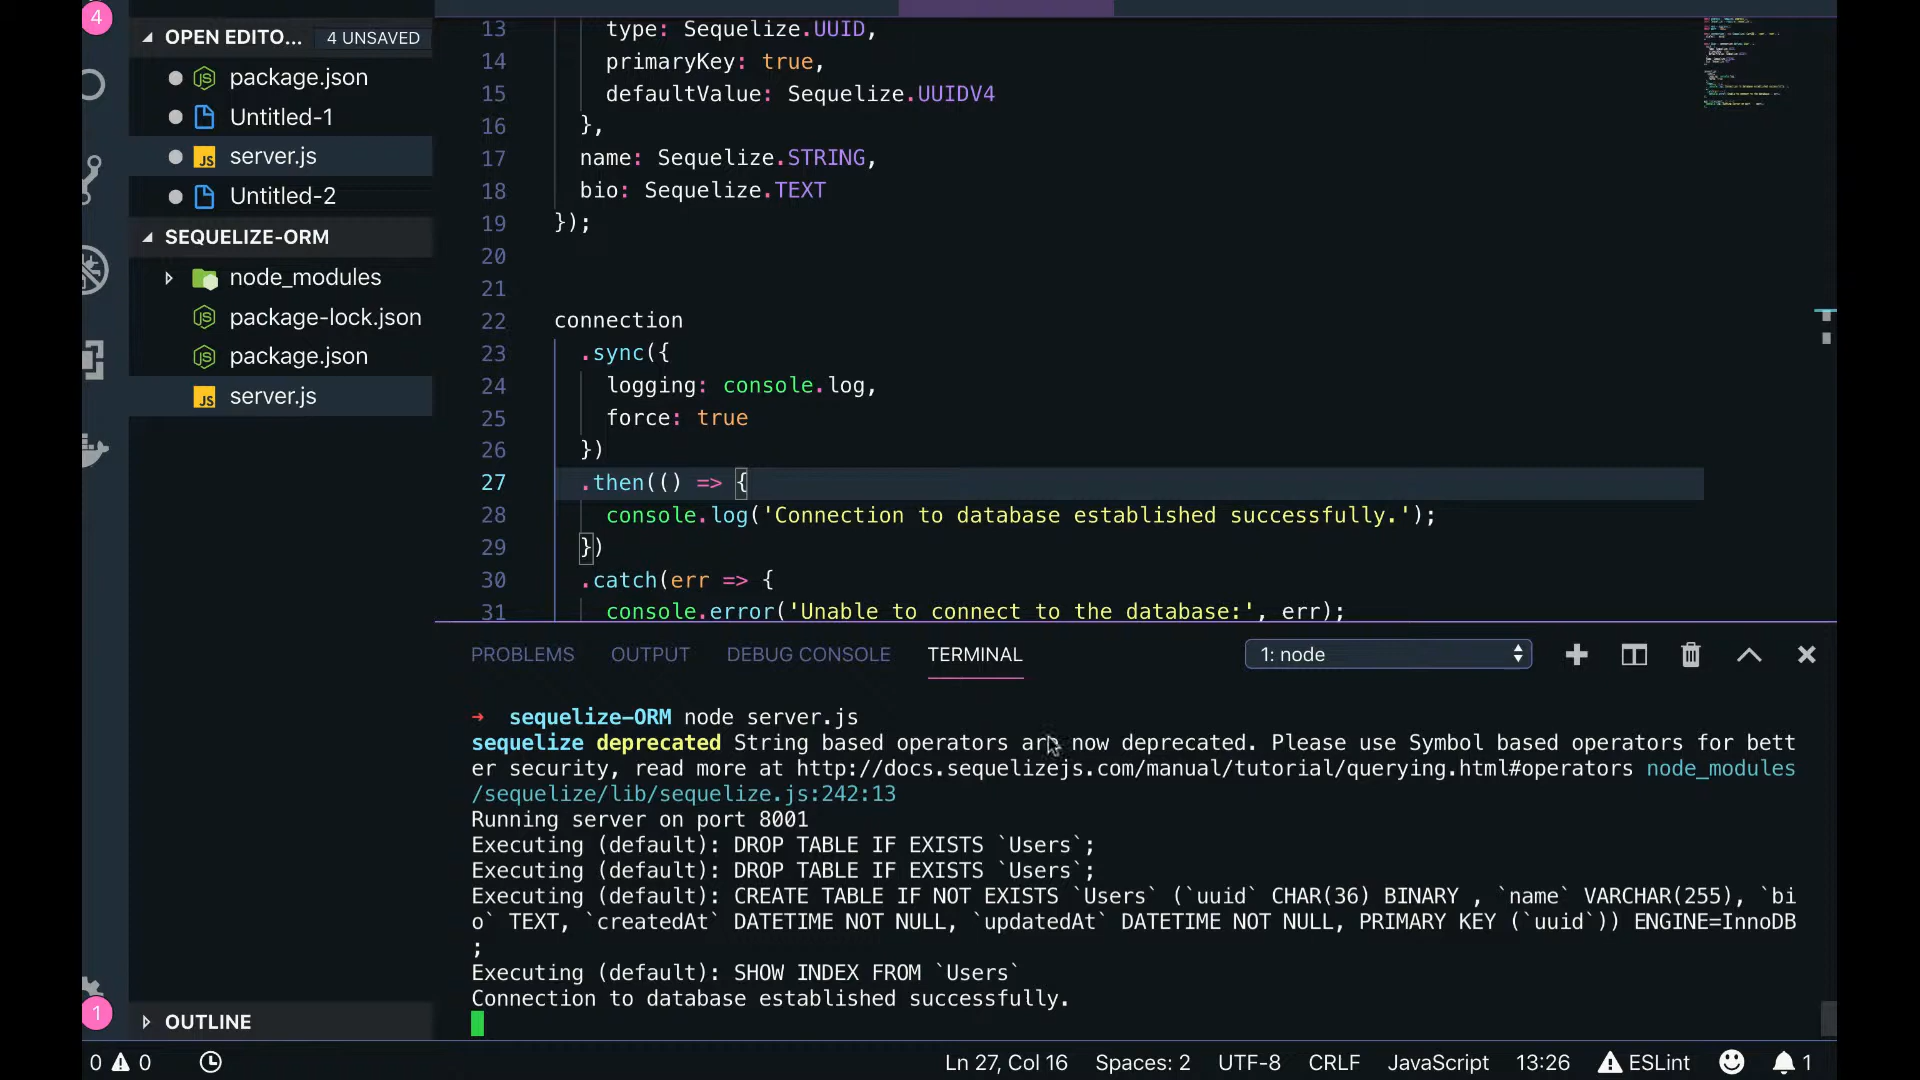 4
OPEN EDITO... 4 UNSAVED
package.json
Untitled-1
JS server.js
Untitled-2
SEQUELIZE-ORM
node_modules
package-lock.json
package.json
JS server.js
OUTLINE
1
13 type: Sequelize.UUID,
14 primaryKey: true,
15 defaultValue: Sequelize.UUIDV4
16 },
17 name: Sequelize.STRING,
18 bio: Sequelize.TEXT
19 });
20
21
22 connection
23 .sync({
24 logging: console.log,
25 force: true
26 })
27 .then(() => {
28 console.log('Connection to database established successfully.');
29 })
30 .catch(err => {
31 console.error('Unable to connect to the database:', err);
PROBLEMS OUTPUT DEBUG CONSOLE TERMINAL 1: node
→ sequelize-ORM node server.js
sequelize deprecated String based operators are now deprecated. Please use Symbol based operators for bett
er security, read more at http://docs.sequelizejs.com/manual/tutorial/querying.html#operators node_modules
/sequelize/lib/sequelize.js:242:13
Running server on port 8001
Executing (default): DROP TABLE IF EXISTS `Users`;
Executing (default): DROP TABLE IF EXISTS `Users`;
Executing (default): CREATE TABLE IF NOT EXISTS `Users` (`uuid` CHAR(36) BINARY , `name` VARCHAR(255), `bi
o` TEXT, `createdAt` DATETIME NOT NULL, `updatedAt` DATETIME NOT NULL, PRIMARY KEY (`uuid`)) ENGINE=InnoDB
;
Executing (default): SHOW INDEX FROM `Users`
Connection to database established successfully.
0 0 Ln 27, Col 16 Spaces: 2 UTF-8 CRLF JavaScript 13:26 ESLint 1